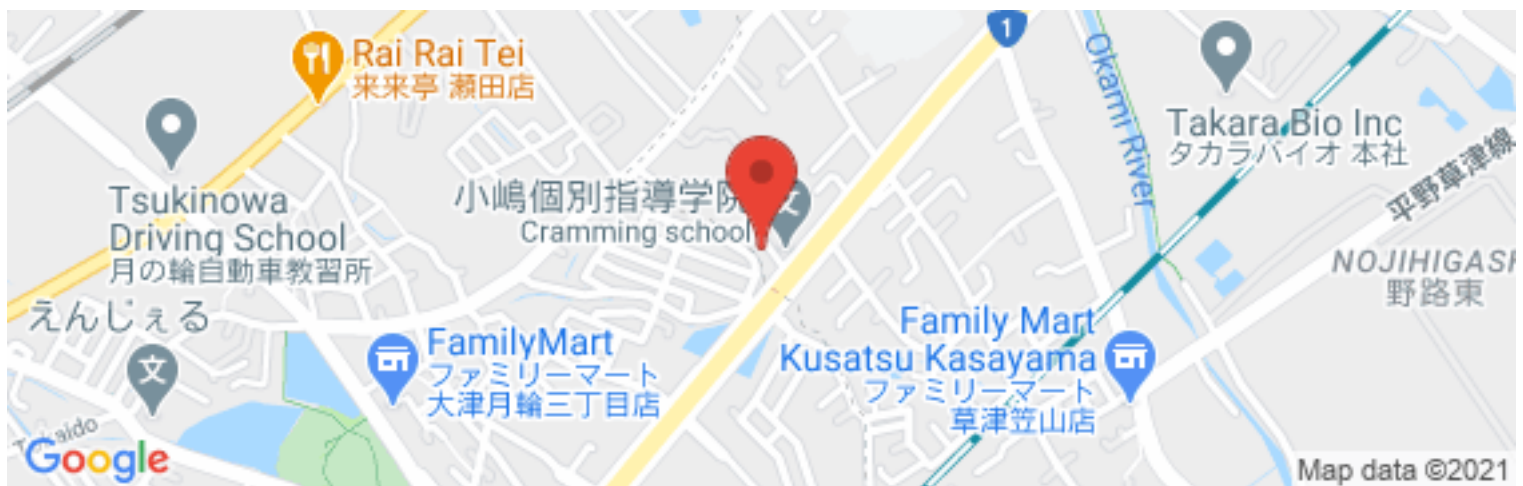 Rai Rai Tei
来来亭 瀬田店
1
Okami River
Takara Bio Inc
タカラバイオ 本社
平野草津線
Tsukinowa
Driving School
月の輪自動車教習所
小嶋個別指導学院
文
Cramming school
NOJIHIGASH
野路東
えんじぇる
文
FamilyMart
ファミリーマート
大津月輪三丁目店
Family Mart
Kusatsu Kasayama
ファミリーマート
草津笠山店
Google
Map data ©2021